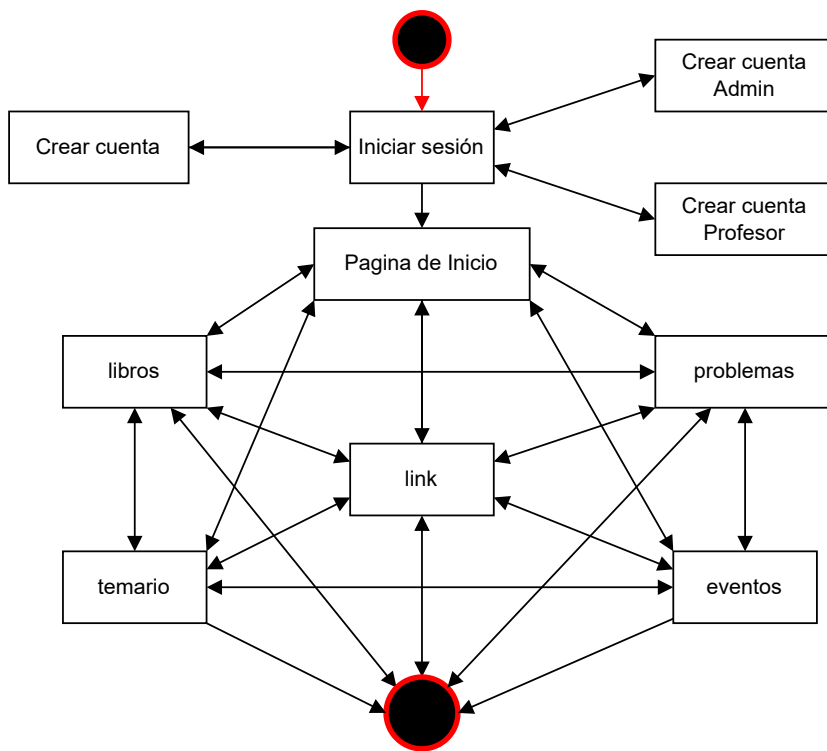 Crear cuenta
Admin
Crear cuenta
Iniciar sesión
Crear cuenta
Profesor
Pagina de Inicio
libros
problemas
link
temario
eventos